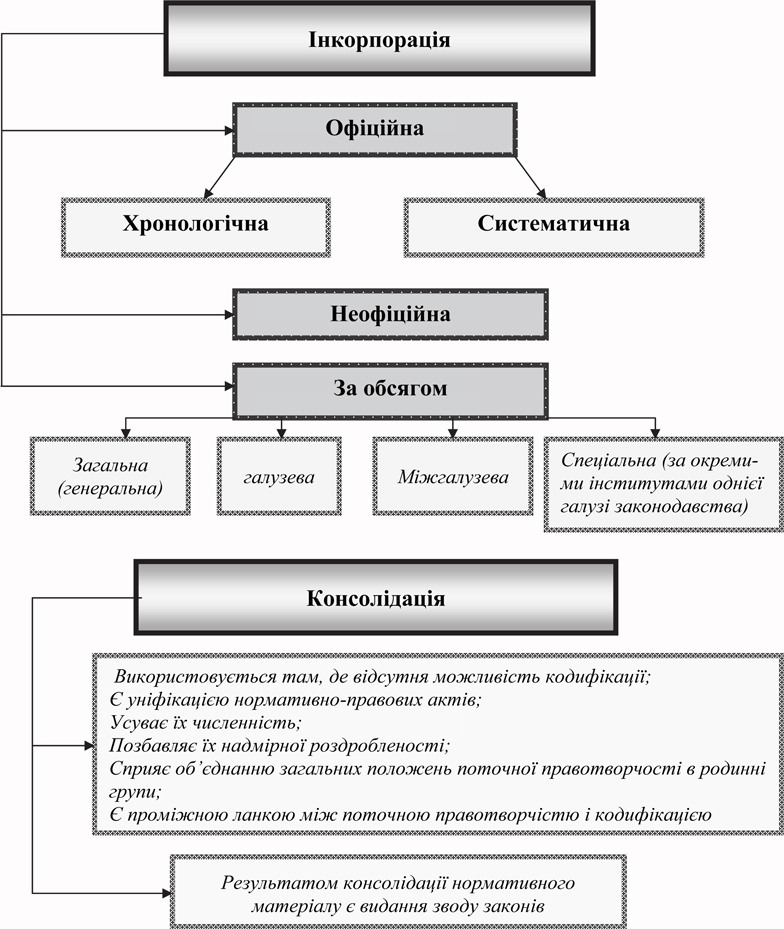 Інкорпорація
Офіційна
Хронологічна
Систематична
Неофіційна
За обсягом
Загальна
(генеральна)
галузева
Міжгалузева
Спеціальна (за окреми-
ми інститутами однієї
галузі законодавства)
Консолідація
Використовується там, де відсутня можливість кодифікації;
Є уніфікацією нормативно-правових актів;
Усуває їх численність;
Позбавляє їх надмірної роздробленості;
Сприяє об’єднанню загальних положень поточної правотворчості в родинні
групи;
Є проміжною ланкою між поточною правотворчістю і кодифікацією
Результатом консолідації нормативного
матеріалу є видання зводу законів